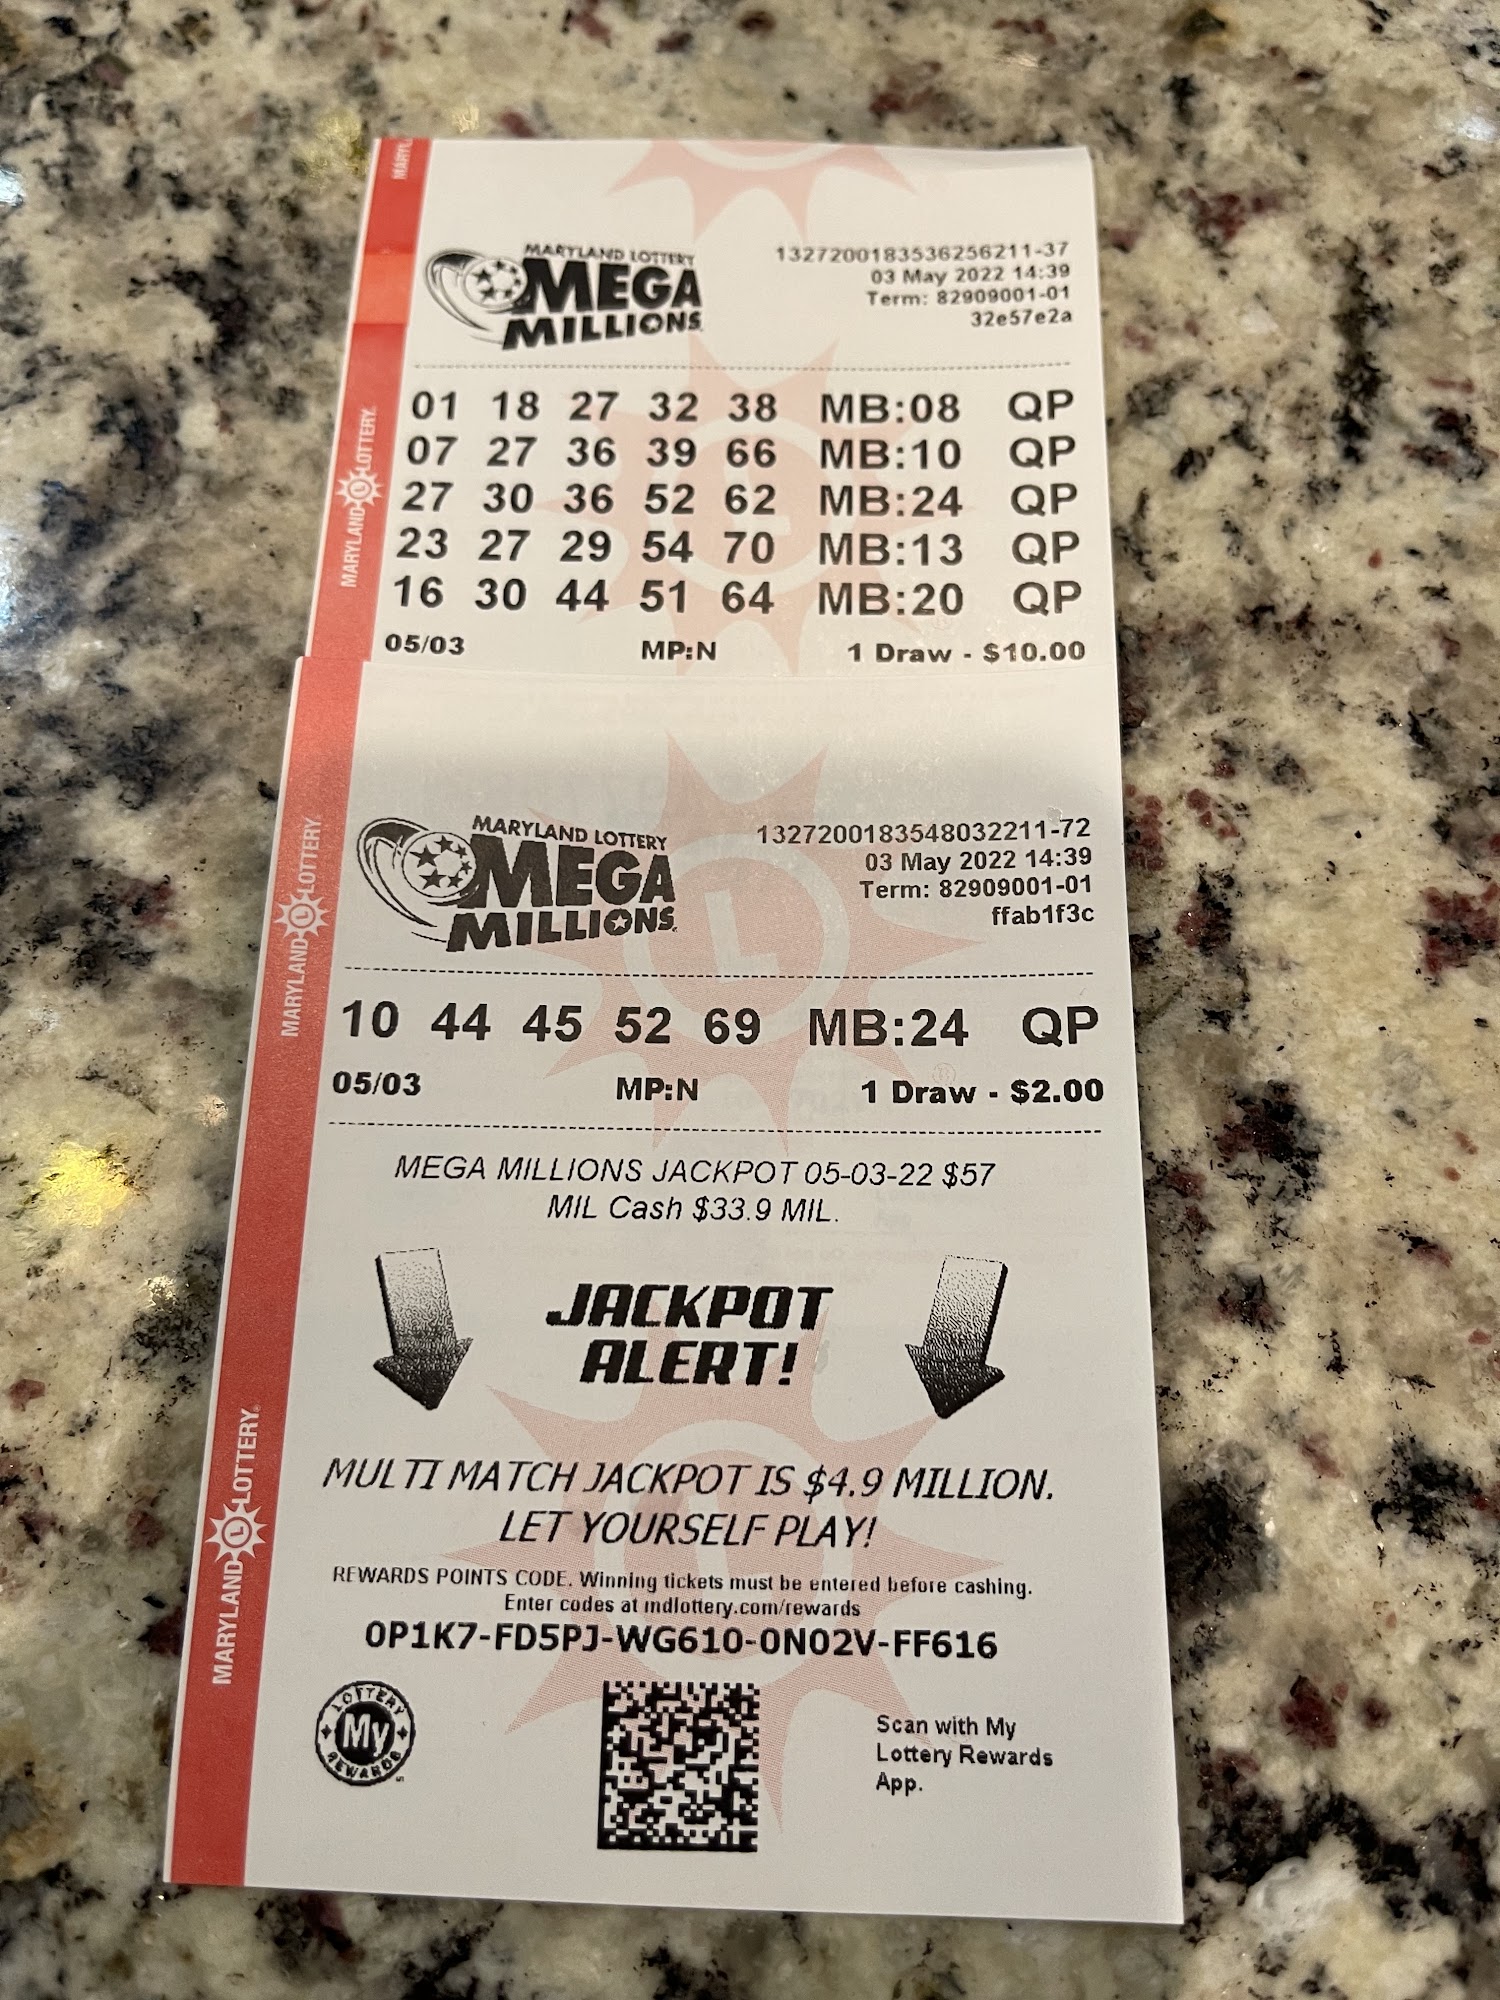 MARYL
MARYLAND LOTTERY
MEGA
MILLIONS
1327200183536256211-37
03 May 2022 14:39
Term: 82909001-01
32e57e2a
01 18 27 32 38 MB:08 QP
07 27 36 39 66 MB:10 QP
27 30 36 52 62 MB:24 QP
23 27 29 54 70 MB:13 QP
16 30 44 51 64 MB:20 QP
05/03 MP:N 1 Draw - $10.00
MARYLAND LOTTERY.
MARYLAND LOTTERY
MEGA
MILLIONS
1327200183548032211-72
03 May 2022 14:39
Term: 82909001-01
ffab1f3c
10 44 45 52 69 MB:24 QP
05/03 MP:N 1 Draw - $2.00
MARYLAND LOTTERY
MEGA MILLIONS JACKPOT 05-03-22 $57
MIL Cash $33.9 MIL.
JACKPOT
ALERT!
MULTI MATCH JACKPOT IS $4.9 MILLION.
LET YOURSELF PLAY!
REWARDS POINTS CODE. Winning tickets must be entered before cashing.
Enter codes at mdlottery.com/rewards
0P1K7-FD5PJ-WG610-0N02V-FF616
MARYLAND LOTTERY®
LOTTERY
My
REWARDS
Scan with My
Lottery Rewards
App.